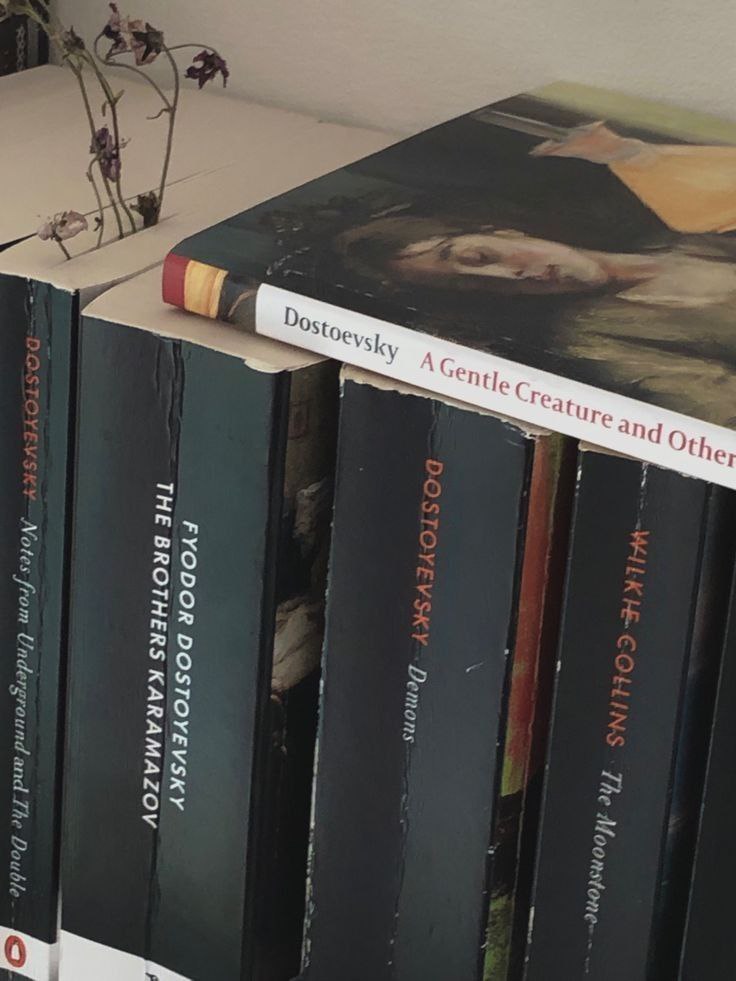 Dostoevsky A Gentle Creature and Other
DOSTOYEVSKY Notes from Underground and The Double
FYODOR DOSTOYEVSKY
THE BROTHERS KARAMAZOV
DOSTOYEVSKY Demons
WILKIE COLLINS The Moonstone